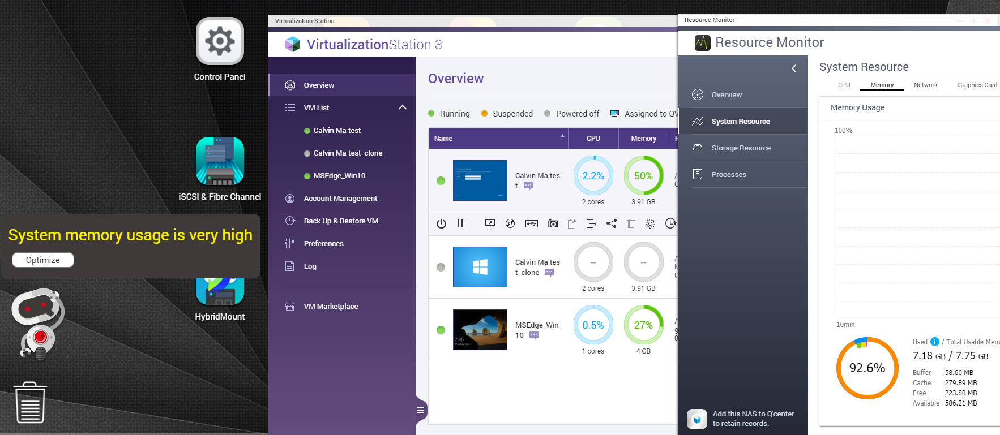 Control Panel
iSCSI & Fibre Channel
System memory usage is very high
Optimize
HybridMount
Virtualization Station
VirtualizationStation 3
Overview
VM List
Calvin Ma test
Calvin Ma test_clone
MSEdge_Win10
Account Management
Back Up & Restore VM
Preferences
Log
VM Marketplace
Overview
Running
Suspended
Powered off
Assigned to QV
Name
CPU
Memory
H
Calvin Ma tes
t
2.2%
2 cores
50%
3.91 GB
Calvin Ma tes
t_clone
--
2 cores
--
3.91 GB
7:46
MSEdge_Win
10
0.5%
1 cores
27%
4 GB
Resource Monitor
Resource Monitor
Overview
System Resource
Storage Resource
Processes
Add this NAS to Q'center
to retain records.
System Resource
CPU
Memory
Network
Graphics Card
Memory Usage
100%
10min
92.6%
Used i / Total Usable Mem
7.18 GB / 7.75 GB
Buffer 58.60 MB
Cache 279.89 MB
Free 223.80 MB
Available 586.21 MB